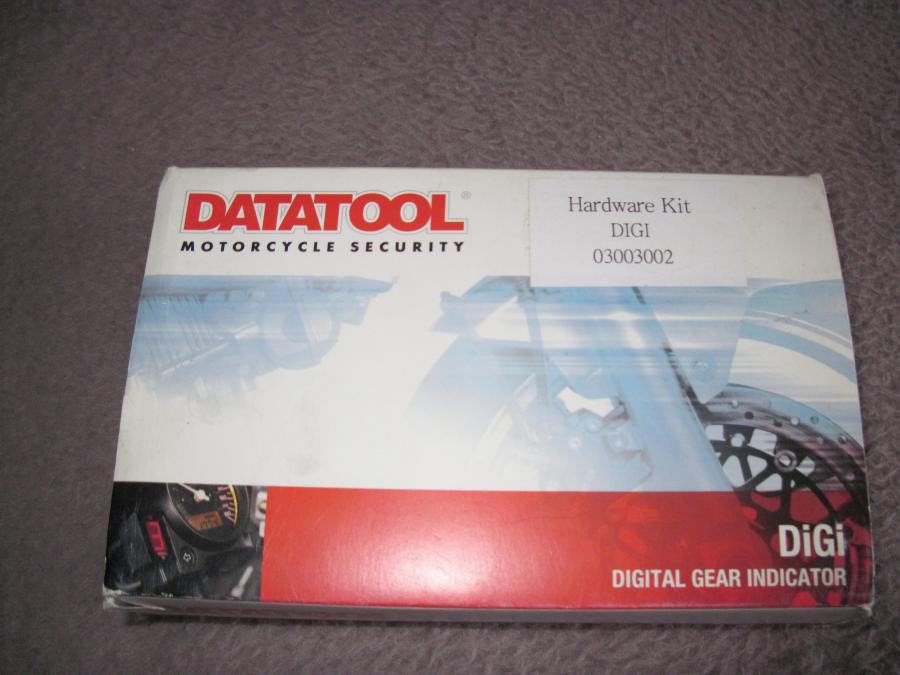 DATATOOL®
MOTORCYCLE SECURITY
Hardware Kit
DIGI
03003002
DiGi
DIGITAL GEAR INDICATOR